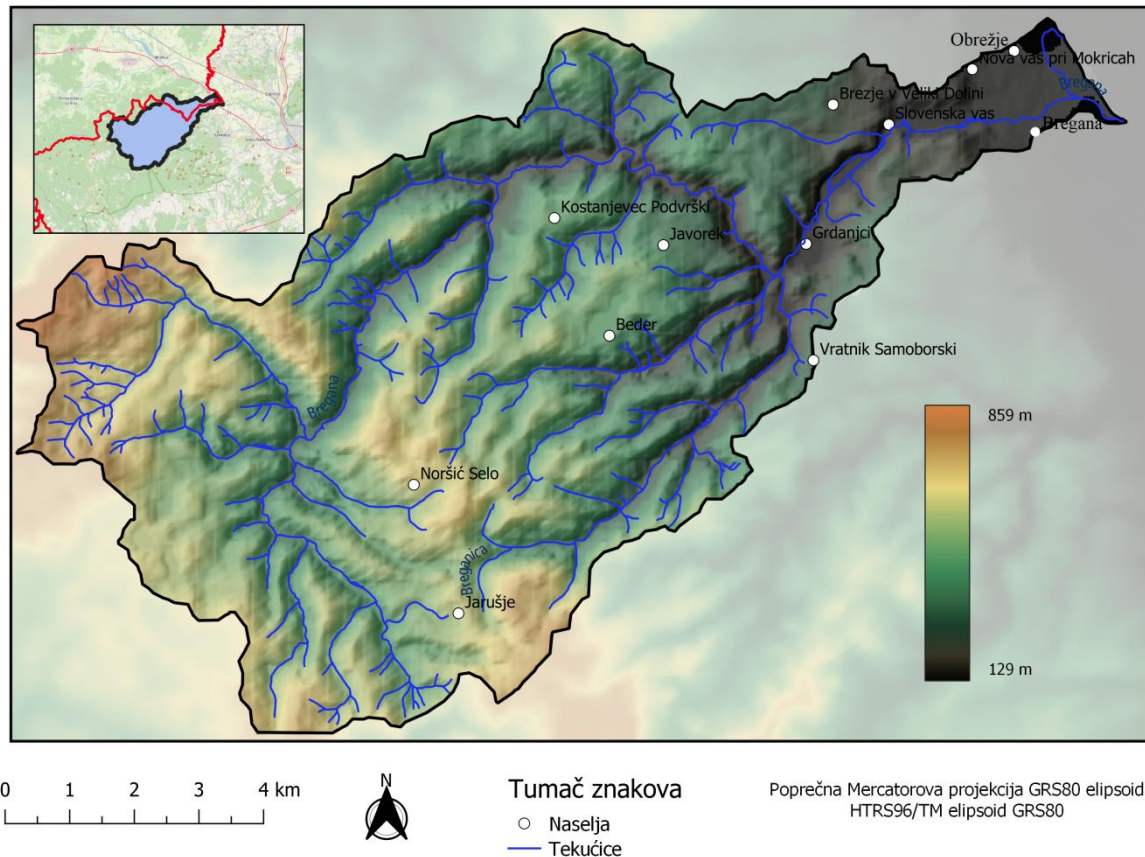 Obrežje
Nova vas pri Mokricah
Bregana
Brezje v Veliki Dolini
Slovenska vas
Bregana
Kostanjevec Podvrški
Javorek
Grdanjci
Beder
Vratnik Samoborski
Bregana
859 m
Noršić Selo
Breganica
Jarušje
129 m
0 1 2 3 4 km
N
Tumač znakova
Naselja
Tekućice
Poprečna Mercatorova projekcija GRS80 elipsoid
HTRS96/TM elipsoid GRS80